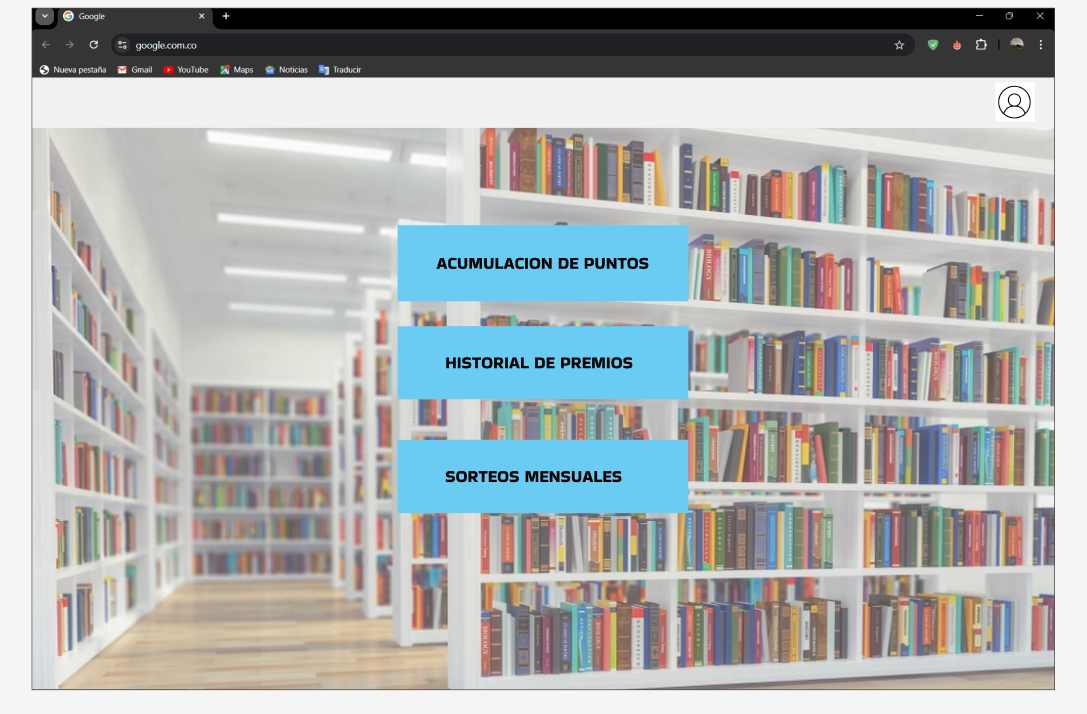 Google
google.com.co
Nueva pestaña Gmail YouTube Maps Noticias Traducir
ACUMULACION DE PUNTOS
HISTORIAL DE PREMIOS
SORTEOS MENSUALES